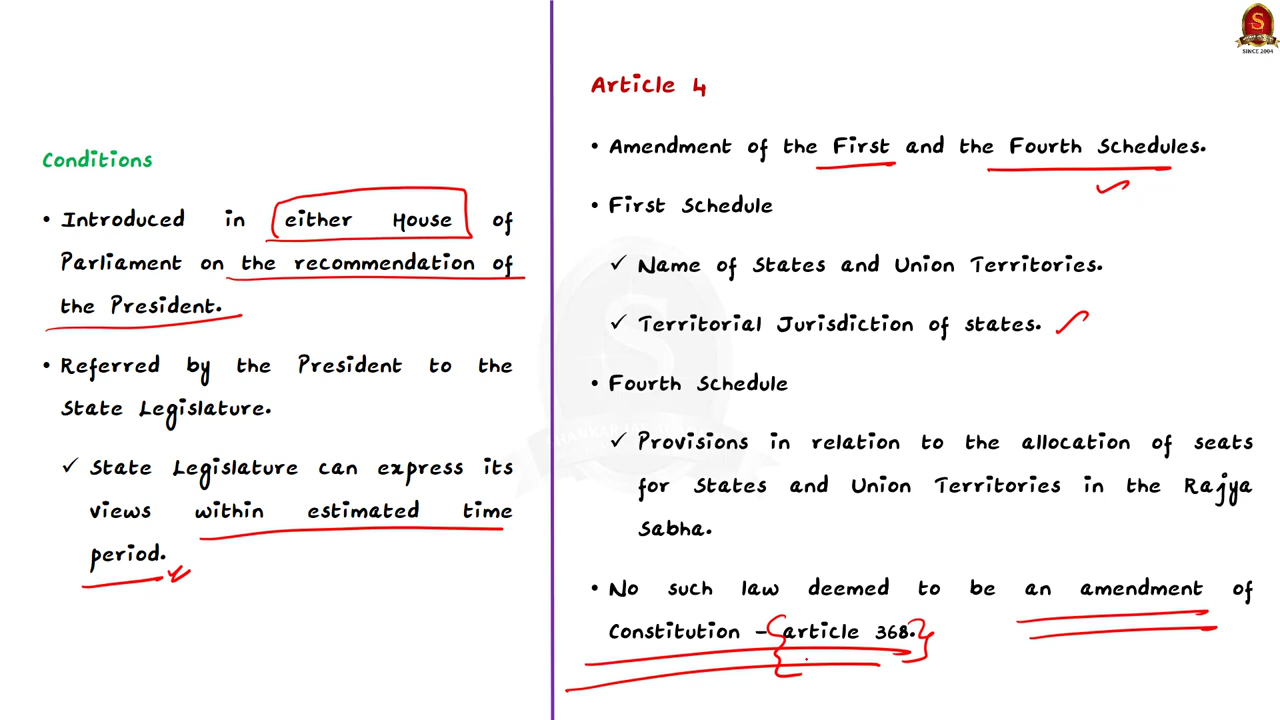 S
SINCE 2004
Conditions
• Introduced in either House of
Parliament on the recommendation of
the President.
• Referred by the President to the
State Legislature.
✓ State Legislature can express its
views within estimated time
period.
Article 4
• Amendment of the First and the Fourth Schedules.
• First Schedule
✓ Name of States and Union Territories.
✓ Territorial Jurisdiction of states.
• Fourth Schedule
✓ Provisions in relation to the allocation of seats
for States and Union Territories in the Rajya
Sabha.
• No such law deemed to be an amendment of
Constitution – article 368.